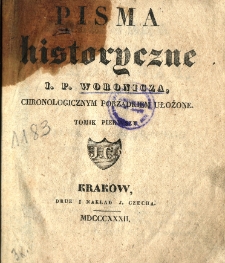 PISMA
historyczne
I. P. WORONICZA,
CHRONOLOGICZNYM PORZĄDKIEM UŁOŻONE.
TOMIK PIERWSZY
1183
KRAKÓW,
DRUK I NAKŁAD J. CZECHA.
MDCCCXXXII.